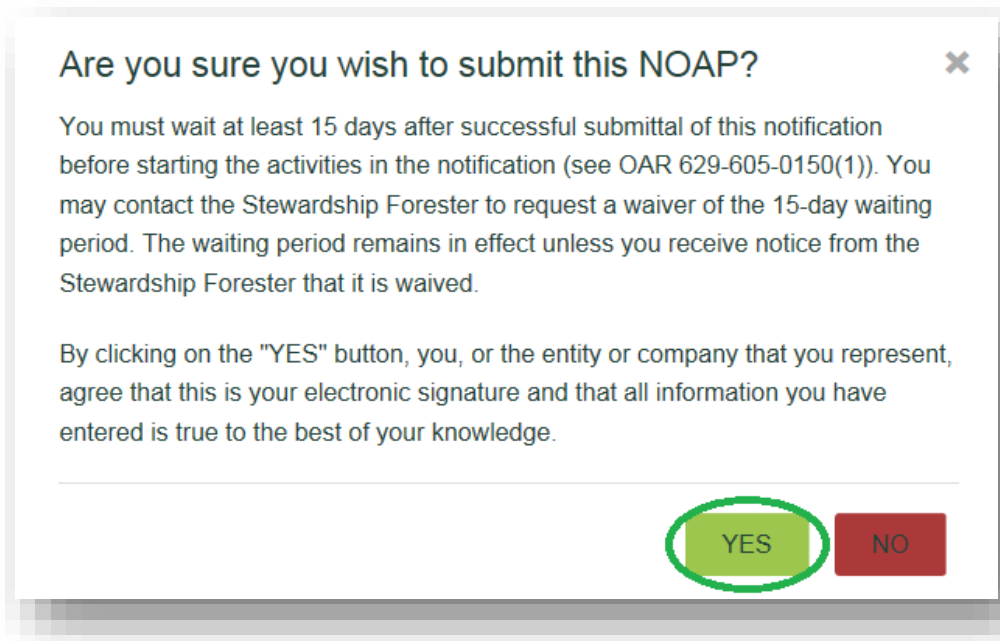 Are you sure you wish to submit this NOAP?
You must wait at least 15 days after successful submittal of this notification
before starting the activities in the notification (see OAR 629-605-0150(1)). You
may contact the Stewardship Forester to request a waiver of the 15-day waiting
period. The waiting period remains in effect unless you receive notice from the
Stewardship Forester that it is waived.
By clicking on the "YES" button, you, or the entity or company that you represent,
agree that this is your electronic signature and that all information you have
entered is true to the best of your knowledge.
YES NO